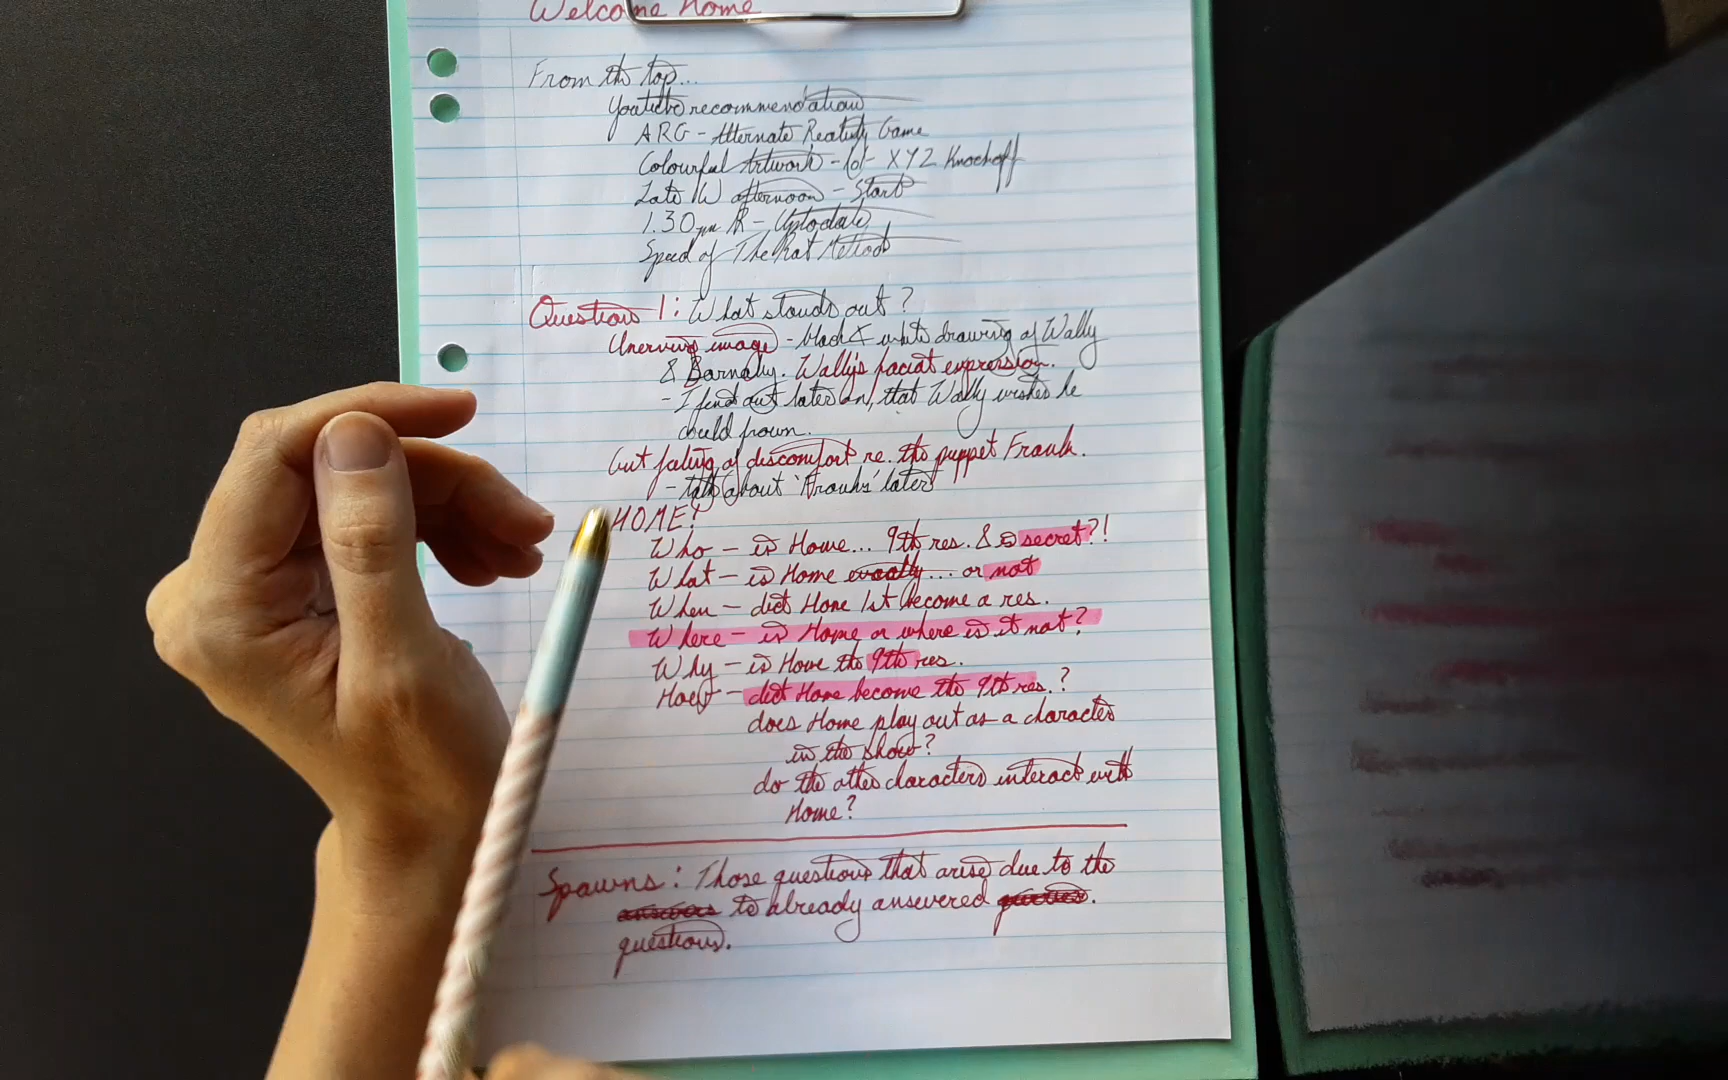 Welcome Home
From the top...
Youtube recommendation
ARG - Alternate Reality Game
Colourful Artwork - lol XYZ Knockoff
Late W afternoon - Start
1.30pm R - Uptodate
Speed of The Rat Method
Question 1: What stands out?
Unerving image - black & white drawing of Wally
& Barnaby. Wally's facial expression.
- I find out later on, that Wally wishes he
could frown.
Gut feeling of discomfort re. the puppet Frank.
- talk about 'Franks' later
HOME!
Who - is Home... 9th res. & is secret?!
What - is Home exactly... or not
When - did Home 1st become a res.
Where - is Home or where is it not?
Why - is Home the 9th res.
How - did Home become the 9th res.?
does Home play out as a character
in the show?
do the other characters interact with
Home?
Spawns: Those questions that arise due to the
answers to already answered queries.
questions.